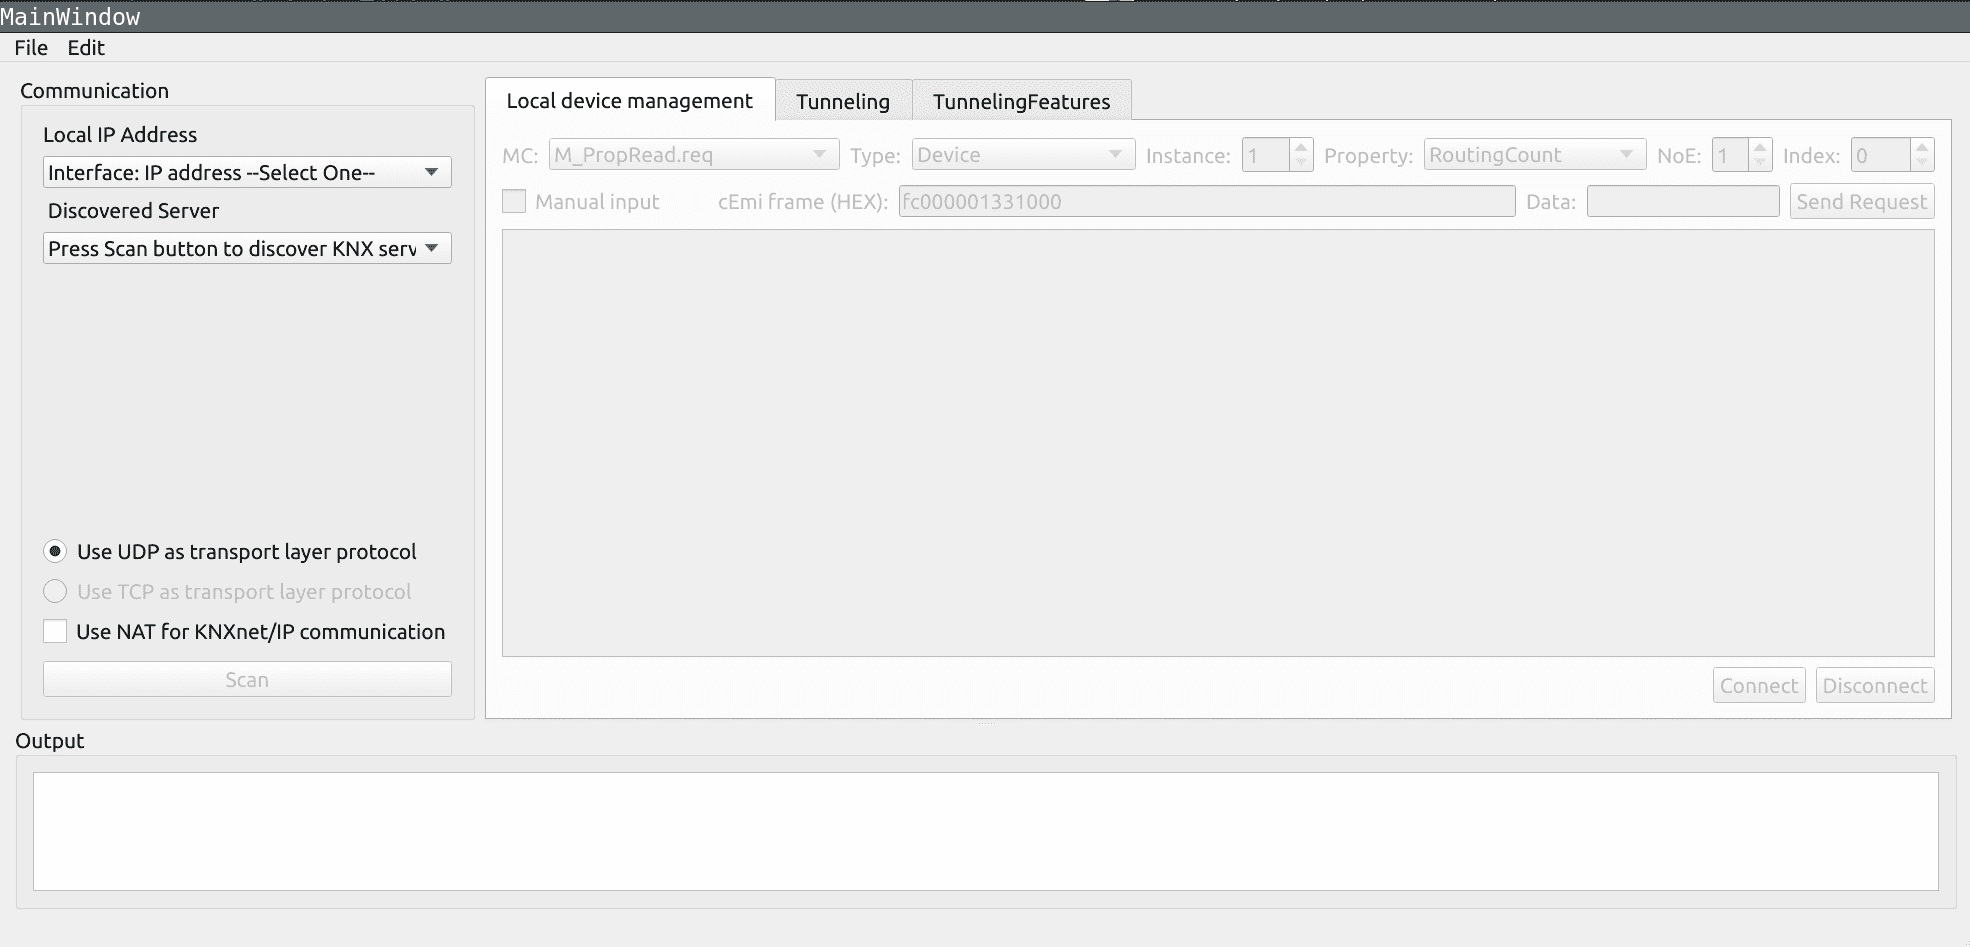 MainWindow
File Edit
Communication
Local IP Address
Interface: IP address --Select One--
Discovered Server
Press Scan button to discover KNX serv
Use UDP as transport layer protocol
Use TCP as transport layer protocol
Use NAT for KNXnet/IP communication
Scan
Local device management Tunneling TunnelingFeatures
MC: M_PropRead.req Type: Device Instance: 1 Property: RoutingCount NoE: 1 Index: 0
Manual input cEmi frame (HEX): fc000001331000 Data: Send Request
Connect Disconnect
Output